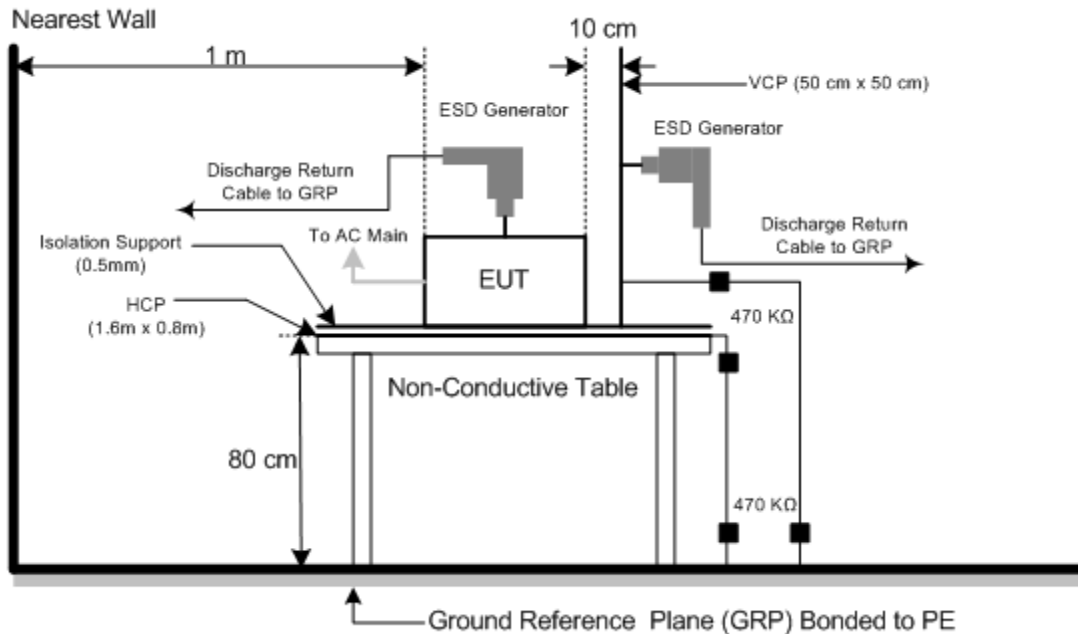 Nearest Wall
10 cm
1 m
VCP (50 cm x 50 cm)
ESD Generator
ESD Generator
Discharge Return
Cable to GRP
Discharge Return
Cable to GRP
To AC Main
Isolation Support
(0.5mm)
EUT
HCP
(1.6m x 0.8m)
470 KΩ
Non-Conductive Table
80 cm
470 KΩ
Ground Reference Plane (GRP) Bonded to PE